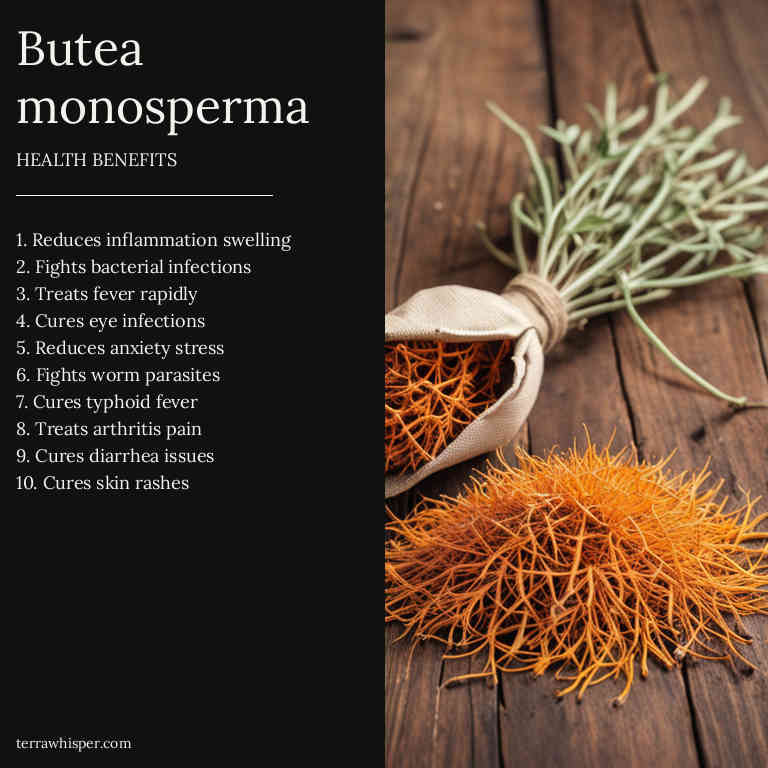 Butea
monosperma
HEALTH BENEFITS
1. Reduces inflammation swelling
2. Fights bacterial infections
3. Treats fever rapidly
4. Cures eye infections
5. Reduces anxiety stress
6. Fights worm parasites
7. Cures typhoid fever
8. Treats arthritis pain
9. Cures diarrhea issues
10. Cures skin rashes
terrawhisper.com